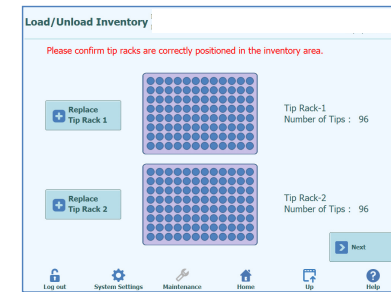 Load/Unload Inventory
Please confirm tip racks are correctly positioned in the inventory area.
Replace
Tip Rack 1
Tip Rack-1
Number of Tips : 96
Replace
Tip Rack 2
Tip Rack-2
Number of Tips : 96
Next
Log out System Settings Maintenance Home Up Help